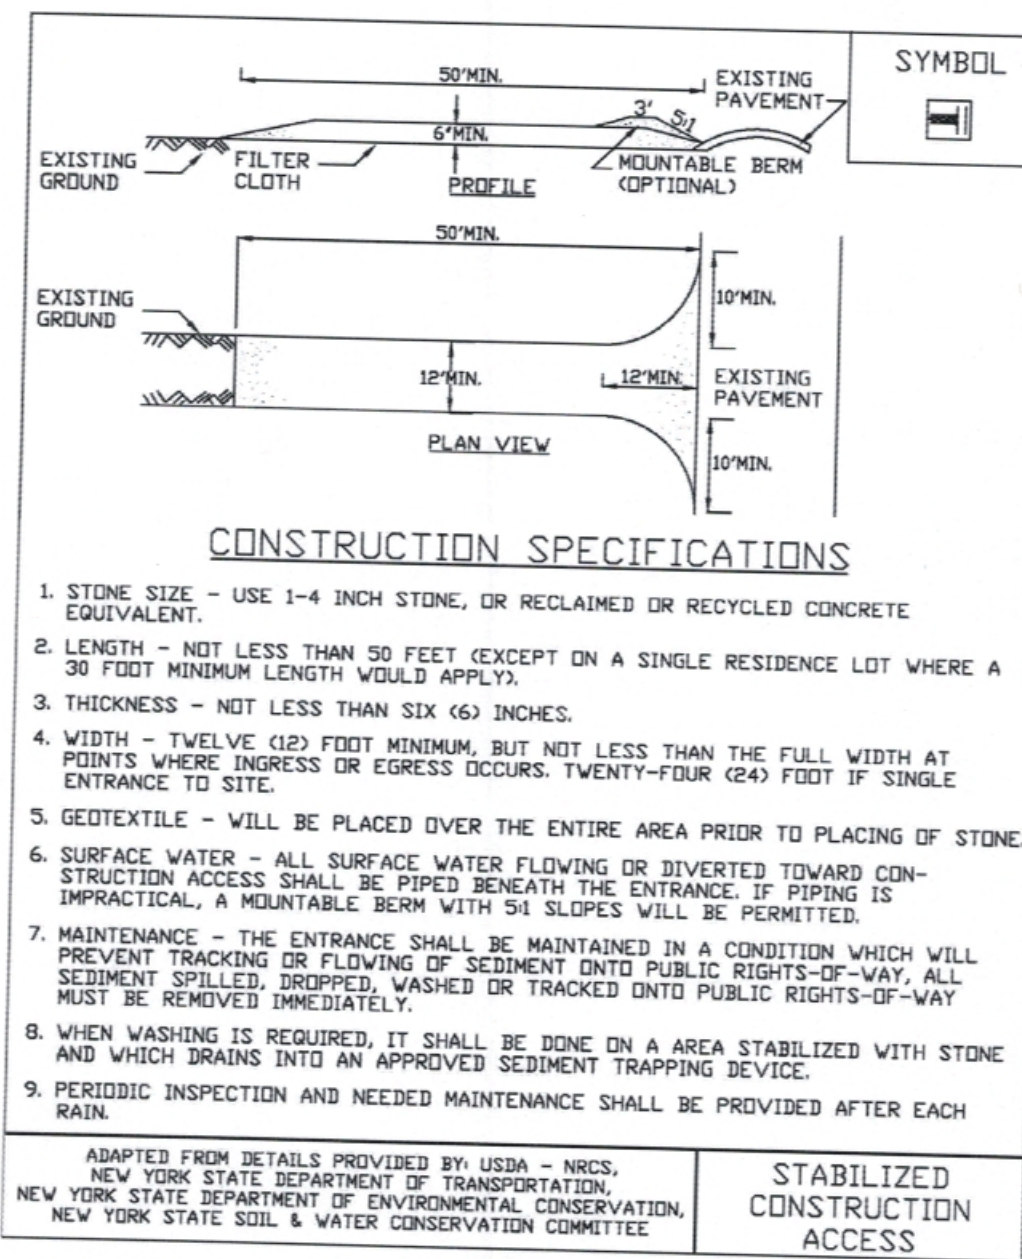 SYMBOL
50'MIN.
EXISTING
PAVEMENT
3'
5:1
6"MIN.
EXISTING
GROUND
FILTER
CLOTH
PROFILE
MOUNTABLE BERM
(OPTIONAL)
50'MIN.
EXISTING
GROUND
10'MIN.
12'MIN.
12'MIN.
EXISTING
PAVEMENT
PLAN VIEW
10'MIN.
CONSTRUCTION SPECIFICATIONS
1. STONE SIZE - USE 1-4 INCH STONE, OR RECLAIMED OR RECYCLED CONCRETE
EQUIVALENT.
2. LENGTH - NOT LESS THAN 50 FEET (EXCEPT ON A SINGLE RESIDENCE LOT WHERE A
30 FOOT MINIMUM LENGTH WOULD APPLY).
3. THICKNESS - NOT LESS THAN SIX (6) INCHES.
4. WIDTH - TWELVE (12) FOOT MINIMUM, BUT NOT LESS THAN THE FULL WIDTH AT
POINTS WHERE INGRESS OR EGRESS OCCURS. TWENTY-FOUR (24) FOOT IF SINGLE
ENTRANCE TO SITE.
5. GEOTEXTILE - WILL BE PLACED OVER THE ENTIRE AREA PRIOR TO PLACING OF STONE.
6. SURFACE WATER - ALL SURFACE WATER FLOWING OR DIVERTED TOWARD CON-
STRUCTION ACCESS SHALL BE PIPED BENEATH THE ENTRANCE. IF PIPING IS
IMPRACTICAL, A MOUNTABLE BERM WITH 5:1 SLOPES WILL BE PERMITTED.
7. MAINTENANCE - THE ENTRANCE SHALL BE MAINTAINED IN A CONDITION WHICH WILL
PREVENT TRACKING OR FLOWING OF SEDIMENT ONTO PUBLIC RIGHTS-OF-WAY, ALL
SEDIMENT SPILLED, DROPPED, WASHED OR TRACKED ONTO PUBLIC RIGHTS-OF-WAY
MUST BE REMOVED IMMEDIATELY.
8. WHEN WASHING IS REQUIRED, IT SHALL BE DONE ON A AREA STABILIZED WITH STONE
AND WHICH DRAINS INTO AN APPROVED SEDIMENT TRAPPING DEVICE.
9. PERIODIC INSPECTION AND NEEDED MAINTENANCE SHALL BE PROVIDED AFTER EACH
RAIN.
ADAPTED FROM DETAILS PROVIDED BY: USDA - NRCS,
NEW YORK STATE DEPARTMENT OF TRANSPORTATION,
NEW YORK STATE DEPARTMENT OF ENVIRONMENTAL CONSERVATION,
NEW YORK STATE SOIL & WATER CONSERVATION COMMITTEE
STABILIZED
CONSTRUCTION
ACCESS